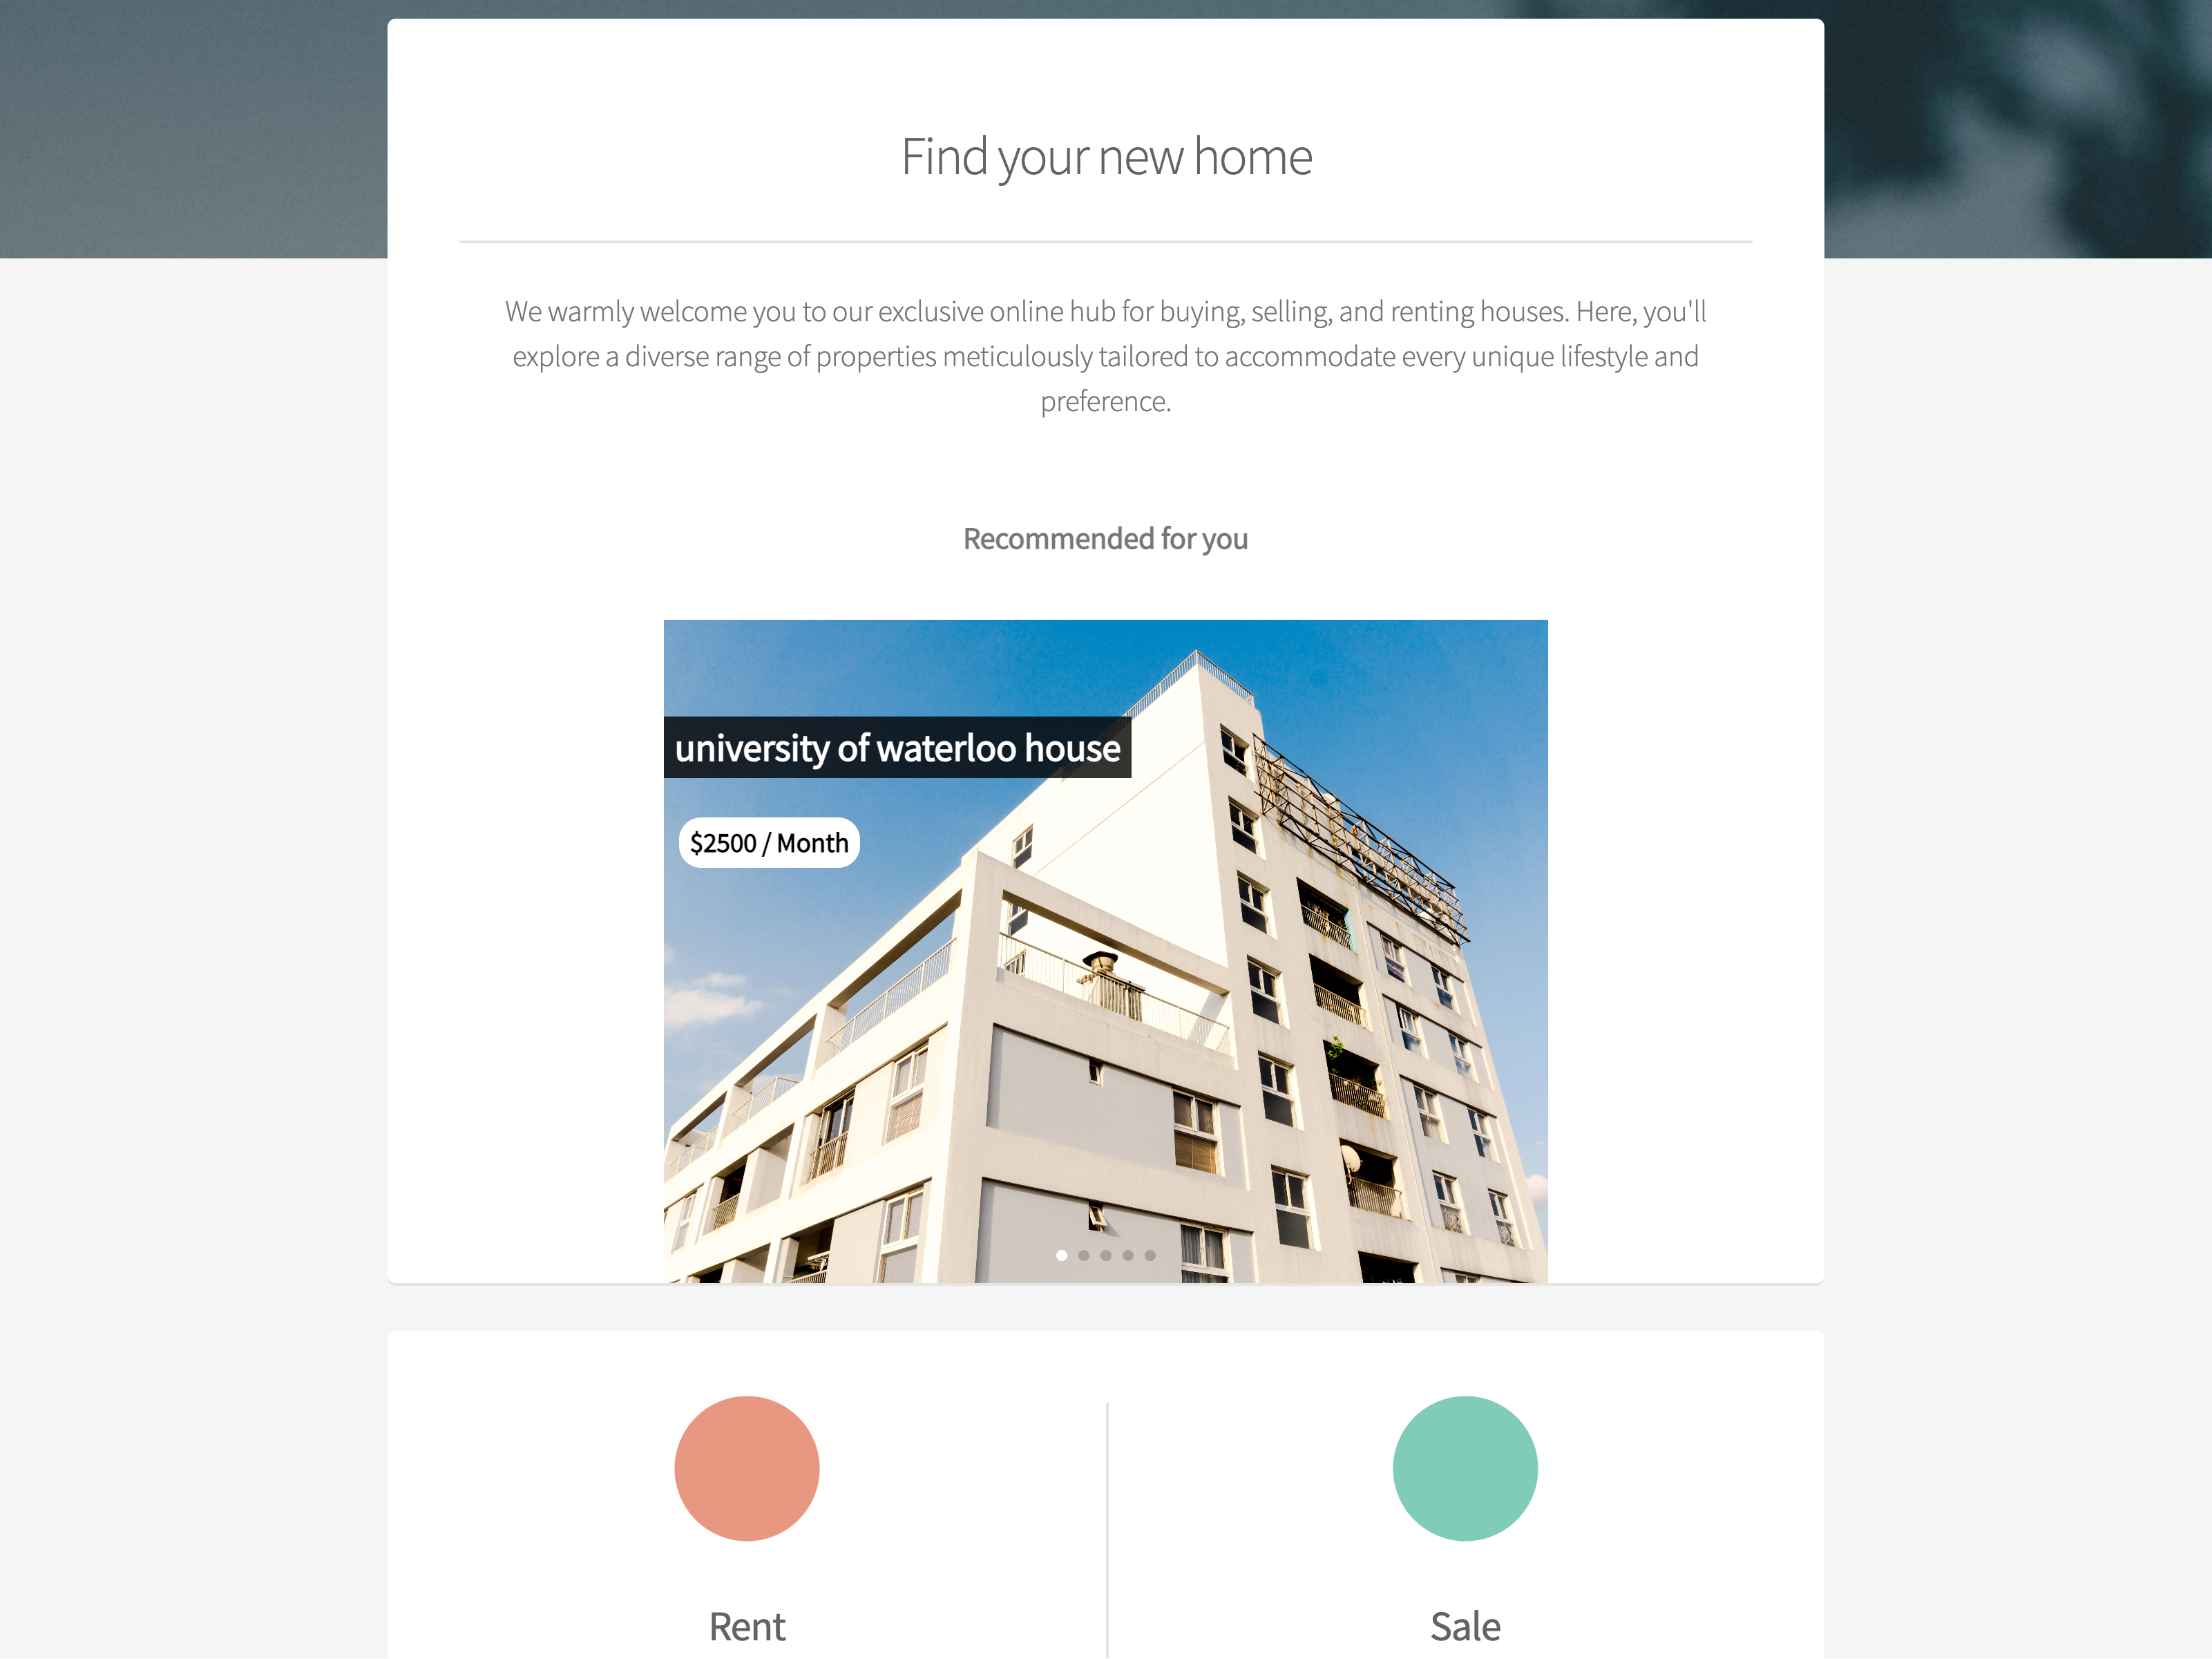 Find your new home
We warmly welcome you to our exclusive online hub for buying, selling, and renting houses. Here, you'll
explore a diverse range of properties meticulously tailored to accommodate every unique lifestyle and
preference.
Recommended for you
university of waterloo house
$2500 / Month
Rent
Sale